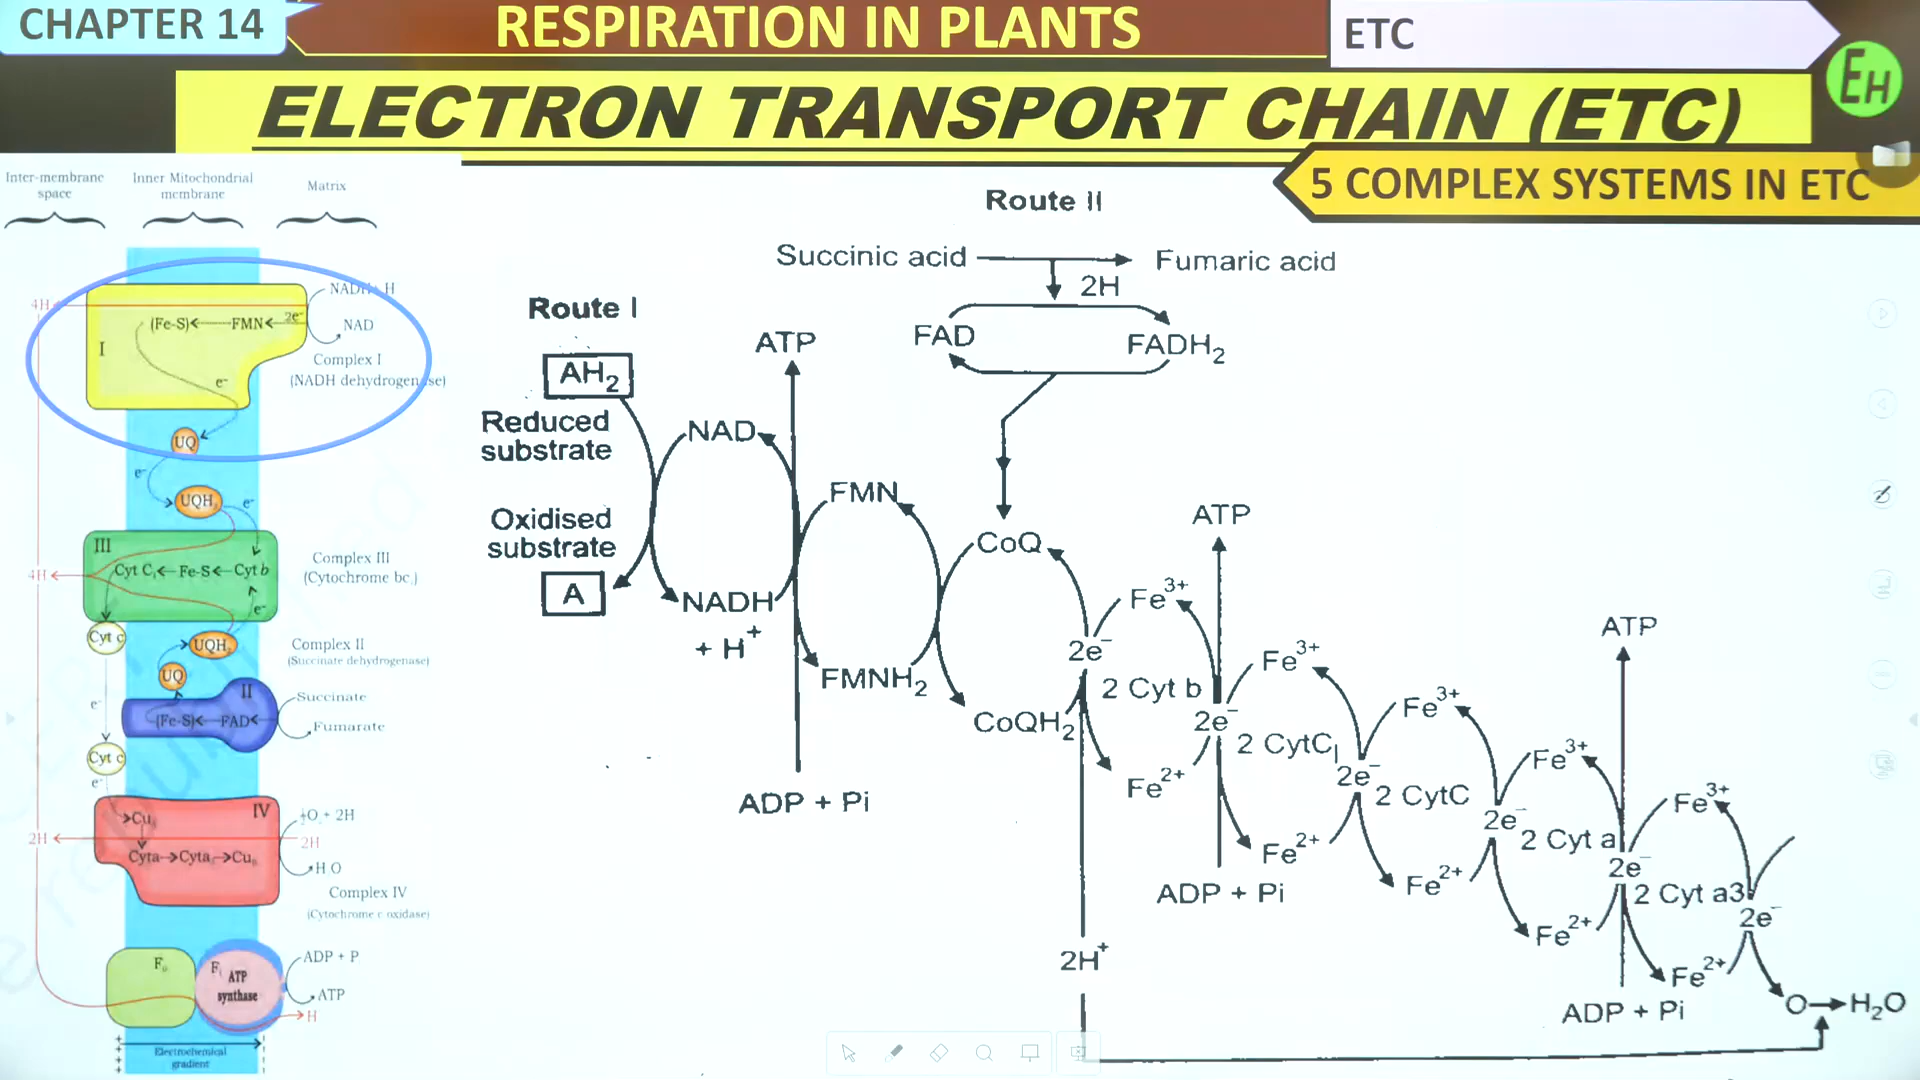 CHAPTER 14
RESPIRATION IN PLANTS
ETC
EH
ELECTRON TRANSPORT CHAIN (ETC)
5 COMPLEX SYSTEMS IN ETC
Inter-membrane
space
Inner Mitochondrial
membrane
Matrix
4H
NADH+H
(Fe-S) FMN 2e⁻
NAD
I
Complex I
(NADH dehydrogenase)
e⁻
UQ
e⁻
UQH₂
e⁻
III
Cyt C₁ Fe-S Cyt b
4H
Complex III
(Cytochrome bc₁)
e⁻
Cyt c
UQH₂
Complex II
(Succinate dehydrogenase)
UQ
II
e⁻
(Fe-S) FAD
Succinate
Fumarate
Cyt c
e⁻
IV
Cu
½O + 2H
2H
2H
Cyta Cyta Cu
H O
Complex IV
(Cytochrome c oxidase)
F₀
F₁
ATP
synthase
ADP + P
ATP
H
Electrochemical
gradient
Route II
Succinic acid
Fumaric acid
2H
FAD
FADH₂
Route I
AH₂
ATP
Reduced
substrate
NAD
FMN
Oxidised
substrate
A
NADH
+ H⁺
FMNH₂
ADP + Pi
CoQ
CoQH₂
2e⁻
2 Cyt b
Fe³⁺
Fe²⁺
ATP
2e⁻
2 CytC₁
Fe³⁺
Fe²⁺
ADP + Pi
2e⁻
2 CytC
Fe³⁺
Fe²⁺
2e⁻
2 Cyt a
Fe³⁺
Fe²⁺
ATP
2e⁻
2 Cyt a3
Fe³⁺
Fe²⁺
ADP + Pi
2e⁻
2H⁺
O H₂O